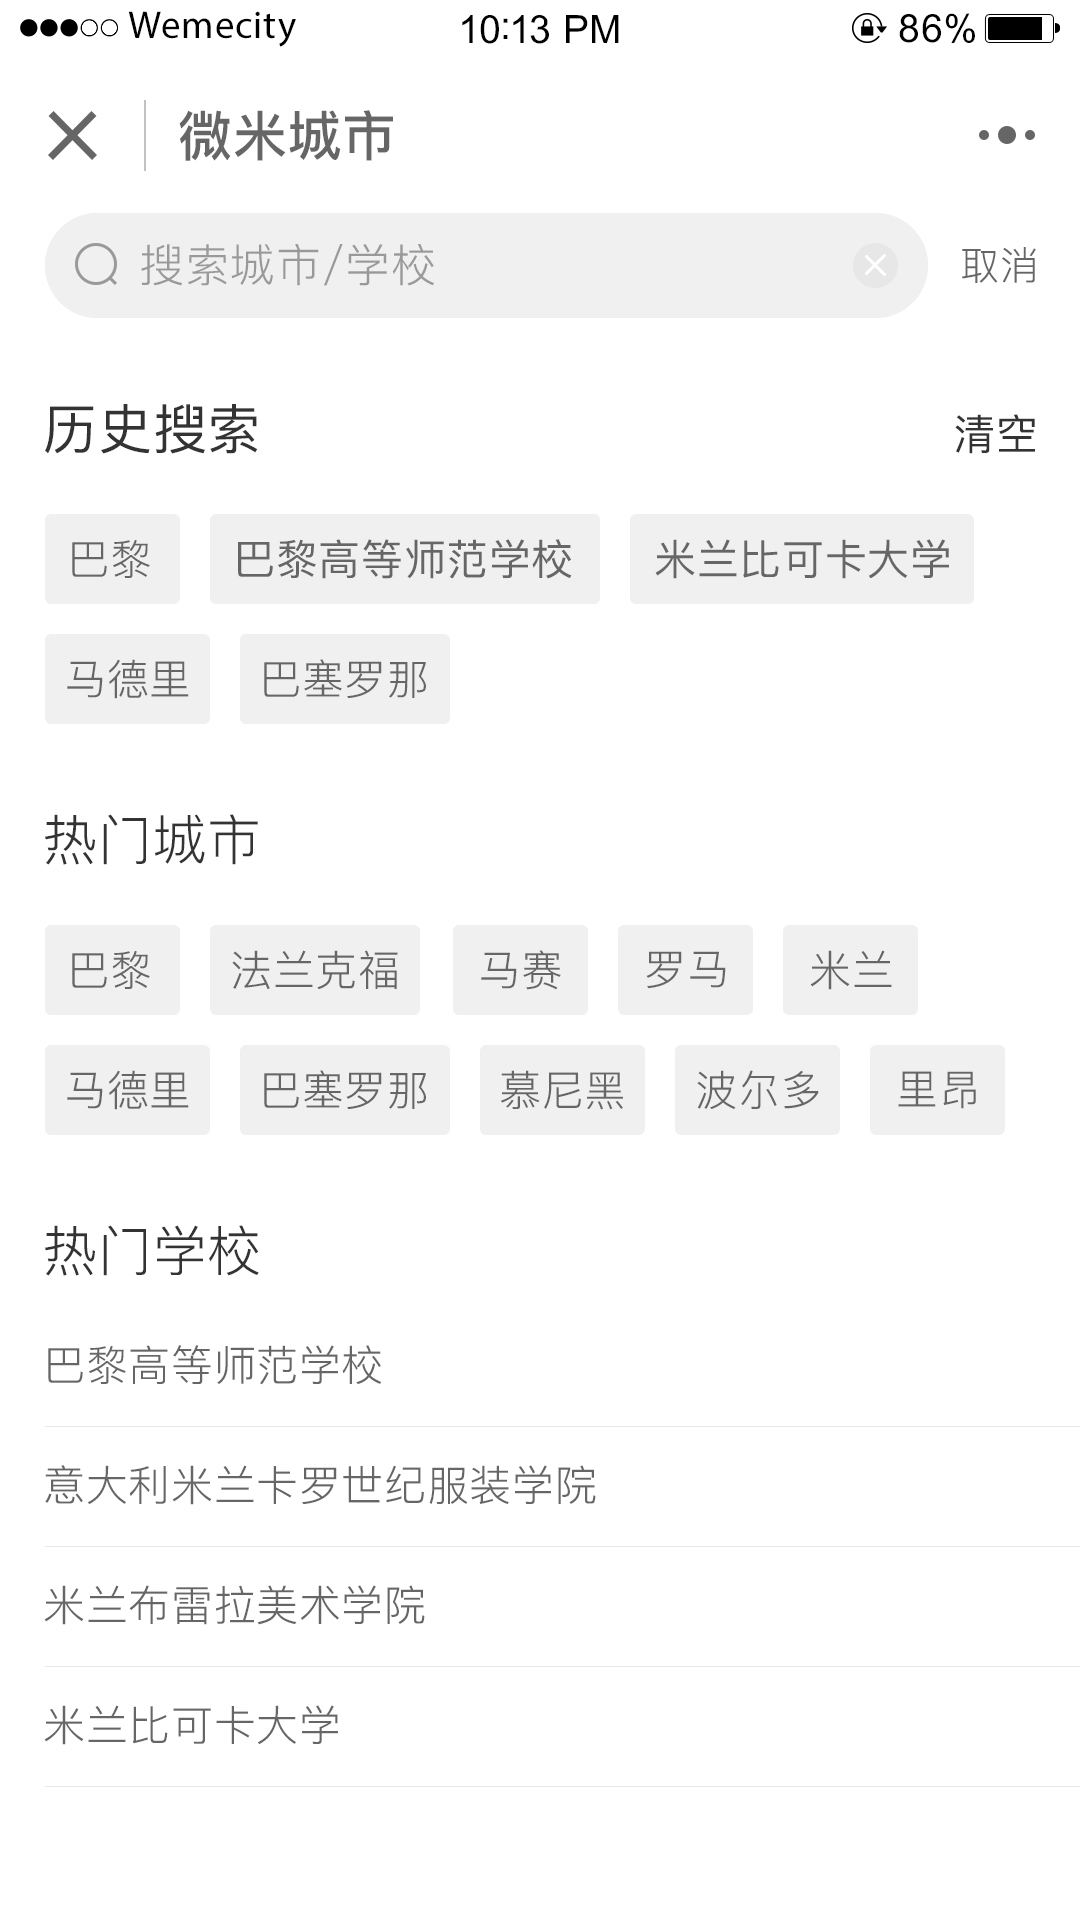 Wemecity 10:13 PM 86%
微米城市
搜索城市/学校 取消
历史搜索 清空
巴黎 巴黎高等师范学校 米兰比可卡大学
马德里 巴塞罗那
热门城市
巴黎 法兰克福 马赛 罗马 米兰
马德里 巴塞罗那 慕尼黑 波尔多 里昂
热门学校
巴黎高等师范学校
意大利米兰卡罗世纪服装学院
米兰布雷拉美术学院
米兰比可卡大学